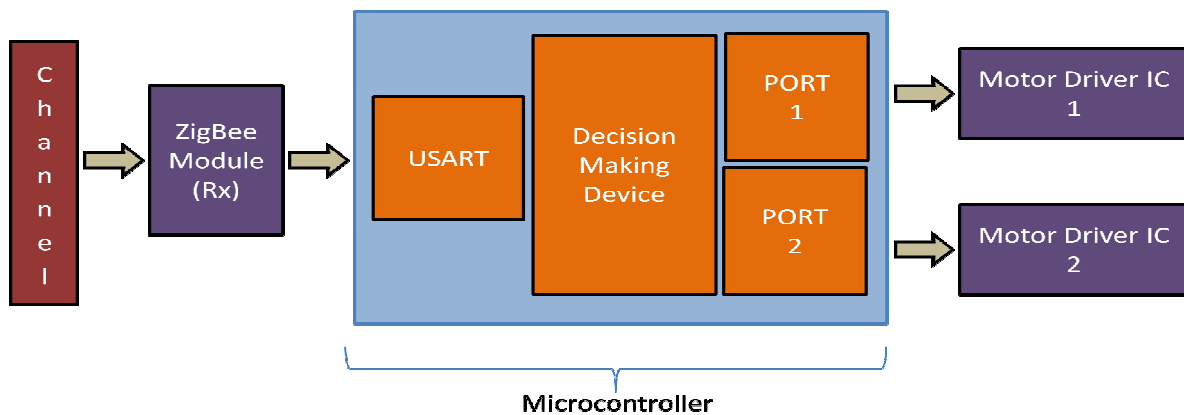 Channel
ZigBee
Module
(Rx)
USART
Decision
Making
Device
PORT
1
PORT
2
Motor Driver IC
1
Motor Driver IC
2
Microcontroller